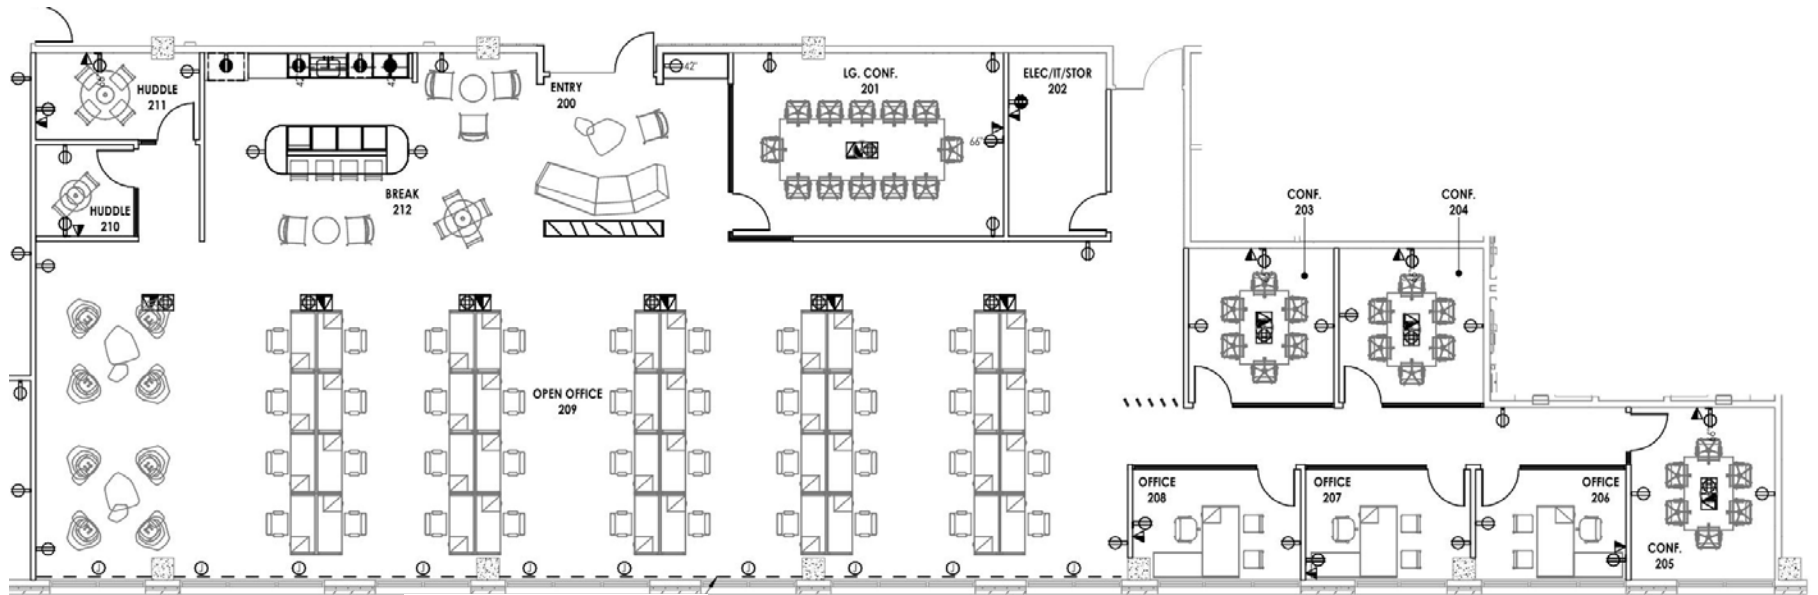 HUDDLE
211
ENTRY
200
42"
LG. CONF.
201
ELEC/IT/STOR
202
66"
BREAK
212
HUDDLE
210
CONF.
203
CONF.
204
OPEN OFFICE
209
OFFICE
208
OFFICE
207
OFFICE
206
CONF.
205
J
J
J
J
J
J
J
J
J
J